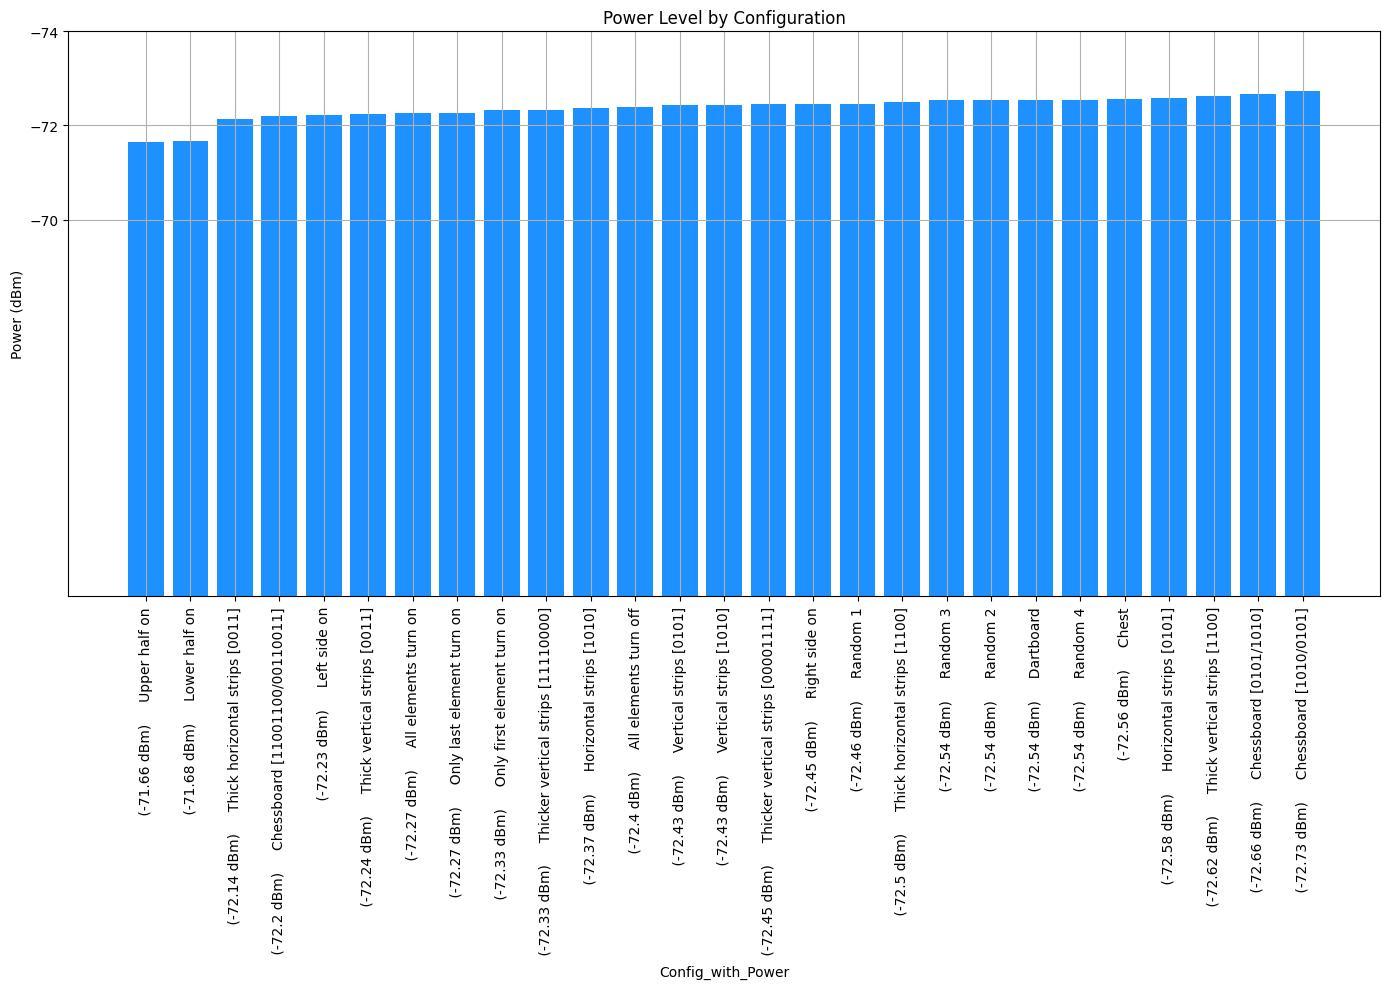 Power Level by Configuration
−74
−72
−70
Power (dBm)
(-71.66 dBm) Upper half on
(-71.68 dBm) Lower half on
(-72.14 dBm) Thick horizontal strips [0011]
(-72.2 dBm) Chessboard [11001100/00110011]
(-72.23 dBm) Left side on
(-72.24 dBm) Thick vertical strips [0011]
(-72.27 dBm) All elements turn on
(-72.27 dBm) Only last element turn on
(-72.33 dBm) Only first element turn on
(-72.33 dBm) Thicker vertical strips [11110000]
(-72.37 dBm) Horizontal strips [1010]
(-72.4 dBm) All elements turn off
(-72.43 dBm) Vertical strips [0101]
(-72.43 dBm) Vertical strips [1010]
(-72.45 dBm) Thicker vertical strips [00001111]
(-72.45 dBm) Right side on
(-72.46 dBm) Random 1
(-72.5 dBm) Thick horizontal strips [1100]
(-72.54 dBm) Random 3
(-72.54 dBm) Random 2
(-72.54 dBm) Dartboard
(-72.54 dBm) Random 4
(-72.56 dBm) Chest
(-72.58 dBm) Horizontal strips [0101]
(-72.62 dBm) Thick vertical strips [1100]
(-72.66 dBm) Chessboard [0101/1010]
(-72.73 dBm) Chessboard [1010/0101]
Config_with_Power